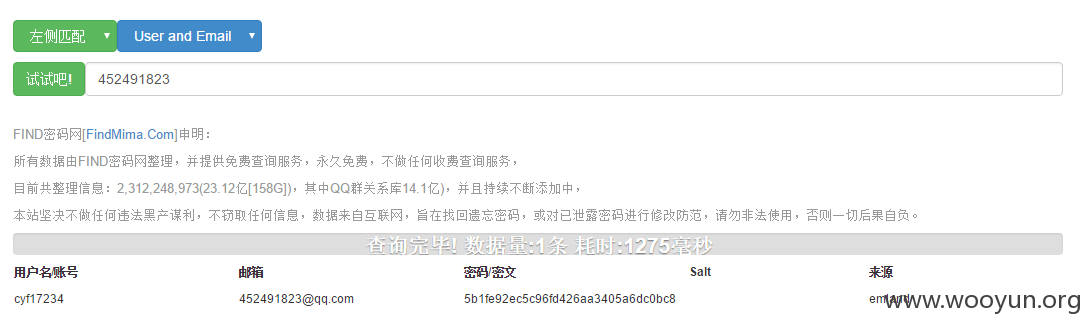 左侧匹配 User and Email
试试吧! 452491823
FIND密码网[FindMima.Com]申明：
所有数据由FIND密码网整理，并提供免费查询服务，永久免费，不做任何收费查询服务，
目前共整理信息：2,312,248,973(23.12亿[158G])，其中QQ群关系库14.1亿)，并且持续不断添加中，
本站坚决不做任何违法黑产谋利，不窃取任何信息，数据来自互联网，旨在找回遗忘密码，或对已泄露密码进行修改防范，请勿非法使用，否则一切后果自负。
查询完毕! 数据量:1条 耗时:1275毫秒
用户名/账号 邮箱 密码/密文 Salt 来源
cyf17234 452491823@qq.com 5b1fe92ec5c96fd426aa3405a6dc0bc8
www.wooyun.org